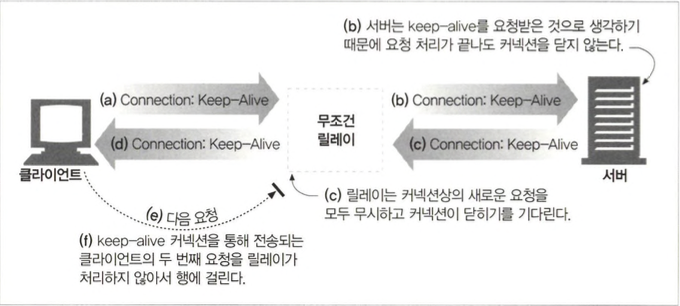 (b) 서버는 keep-alive를 요청받은 것으로 생각하기
때문에 요청 처리가 끝나도 커넥션을 닫지 않는다.
(a) Connection: Keep-Alive
(b) Connection: Keep-Alive
무조건
릴레이
(d) Connection: Keep-Alive
(c) Connection: Keep-Alive
클라이언트
서버
(e) 다음 요청
(c) 릴레이는 커넥션상의 새로운 요청을
모두 무시하고 커넥션이 닫히기를 기다린다.
(f) keep-alive 커넥션을 통해 전송되는
클라이언트의 두 번째 요청을 릴레이가
처리하지 않아서 행에 걸린다.